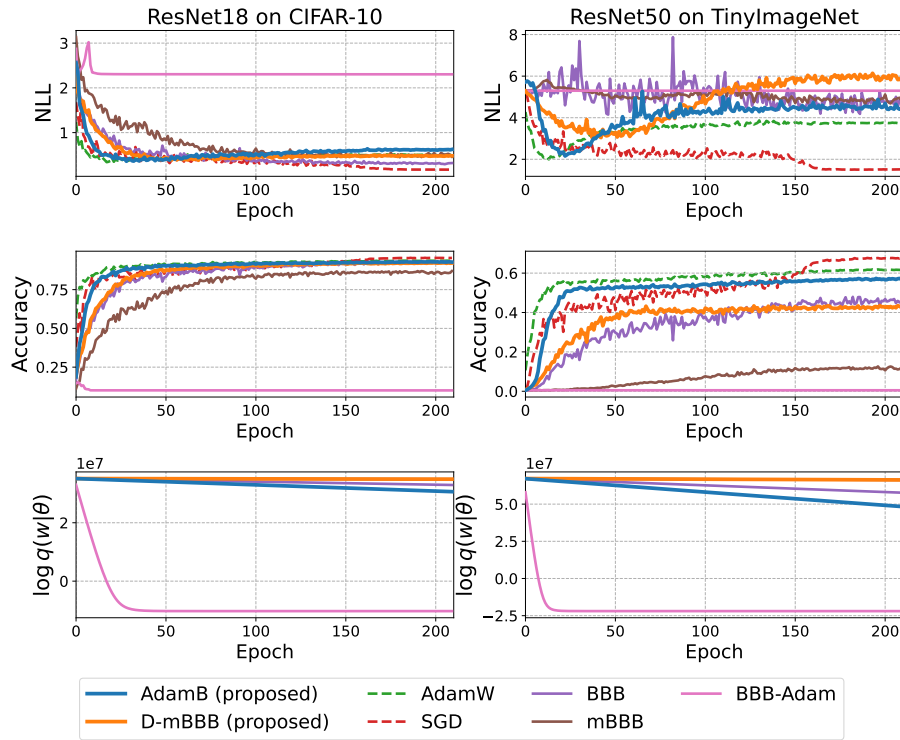 ResNet18 on CIFAR-10
ResNet50 on TinyImageNet
3
2
1
NLL
0 50 100 150 200
Epoch
8
6
4
2
NLL
0 50 100 150 200
Epoch
0.75
0.50
0.25
Accuracy
0 50 100 150 200
Epoch
0.6
0.4
0.2
0.0
Accuracy
0 50 100 150 200
Epoch
1e7
2
0
log q(w|θ)
0 50 100 150 200
Epoch
1e7
5.0
2.5
0.0
−2.5
log q(w|θ)
0 50 100 150 200
Epoch
AdamB (proposed) AdamW BBB BBB-Adam
D-mBBB (proposed) SGD mBBB